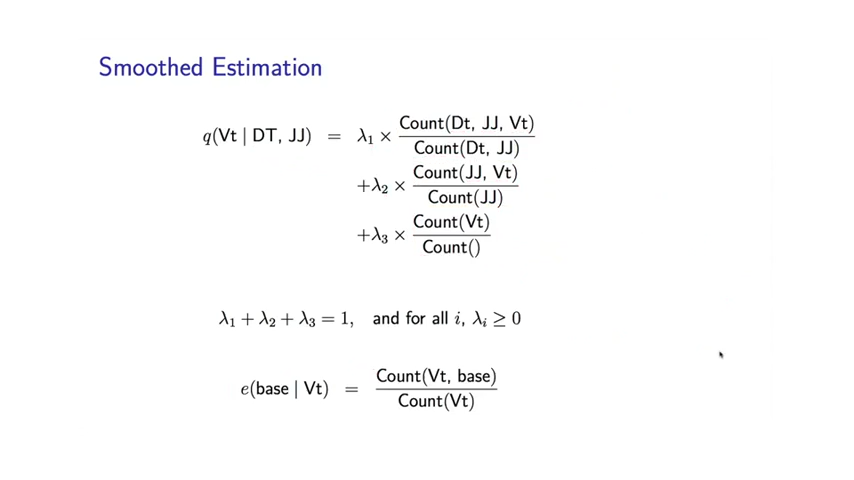 Smoothed Estimation
q(Vt | DT, JJ) = λ₁ × Count(Dt, JJ, Vt)
Count(Dt, JJ)
+λ₂ × Count(JJ, Vt)
Count(JJ)
+λ₃ × Count(Vt)
Count()
λ₁ + λ₂ + λ₃ = 1, and for all i, λᵢ ≥ 0
e(base | Vt) = Count(Vt, base)
Count(Vt)